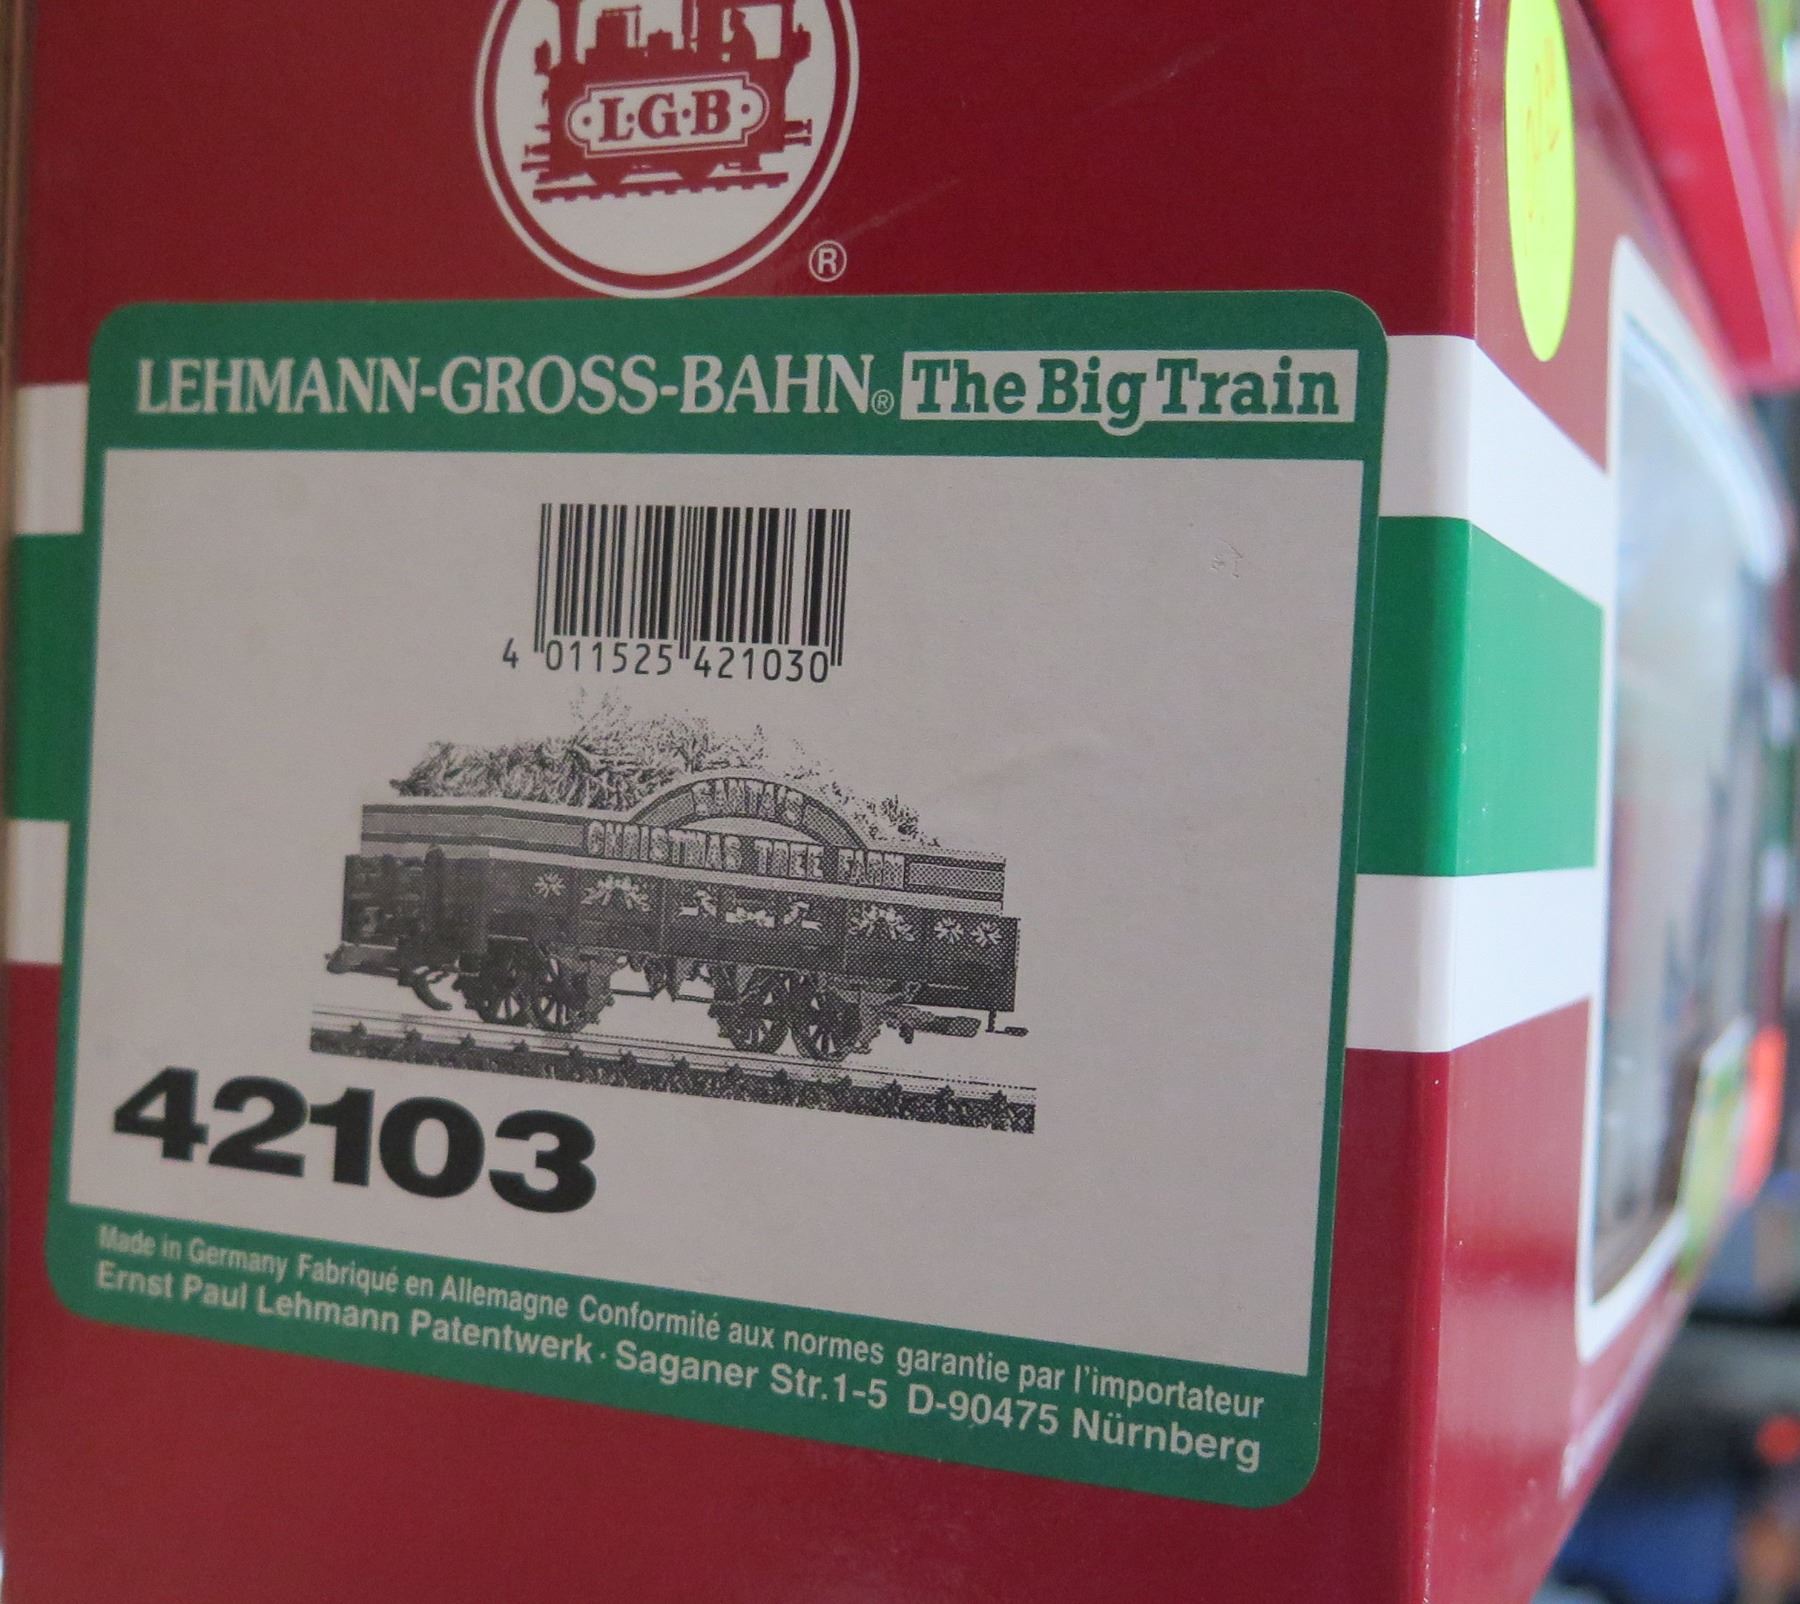 L·G·B
®
LEHMANN-GROSS-BAHN® The Big Train
4 011525 421030
SANTA'S
CHRISTMAS TREE FARM
42103
Made in Germany Fabriqué en Allemagne Conformité aux normes garantie par l'importateur
Ernst Paul Lehmann Patentwerk · Saganer Str.1-5 D-90475 Nürnberg